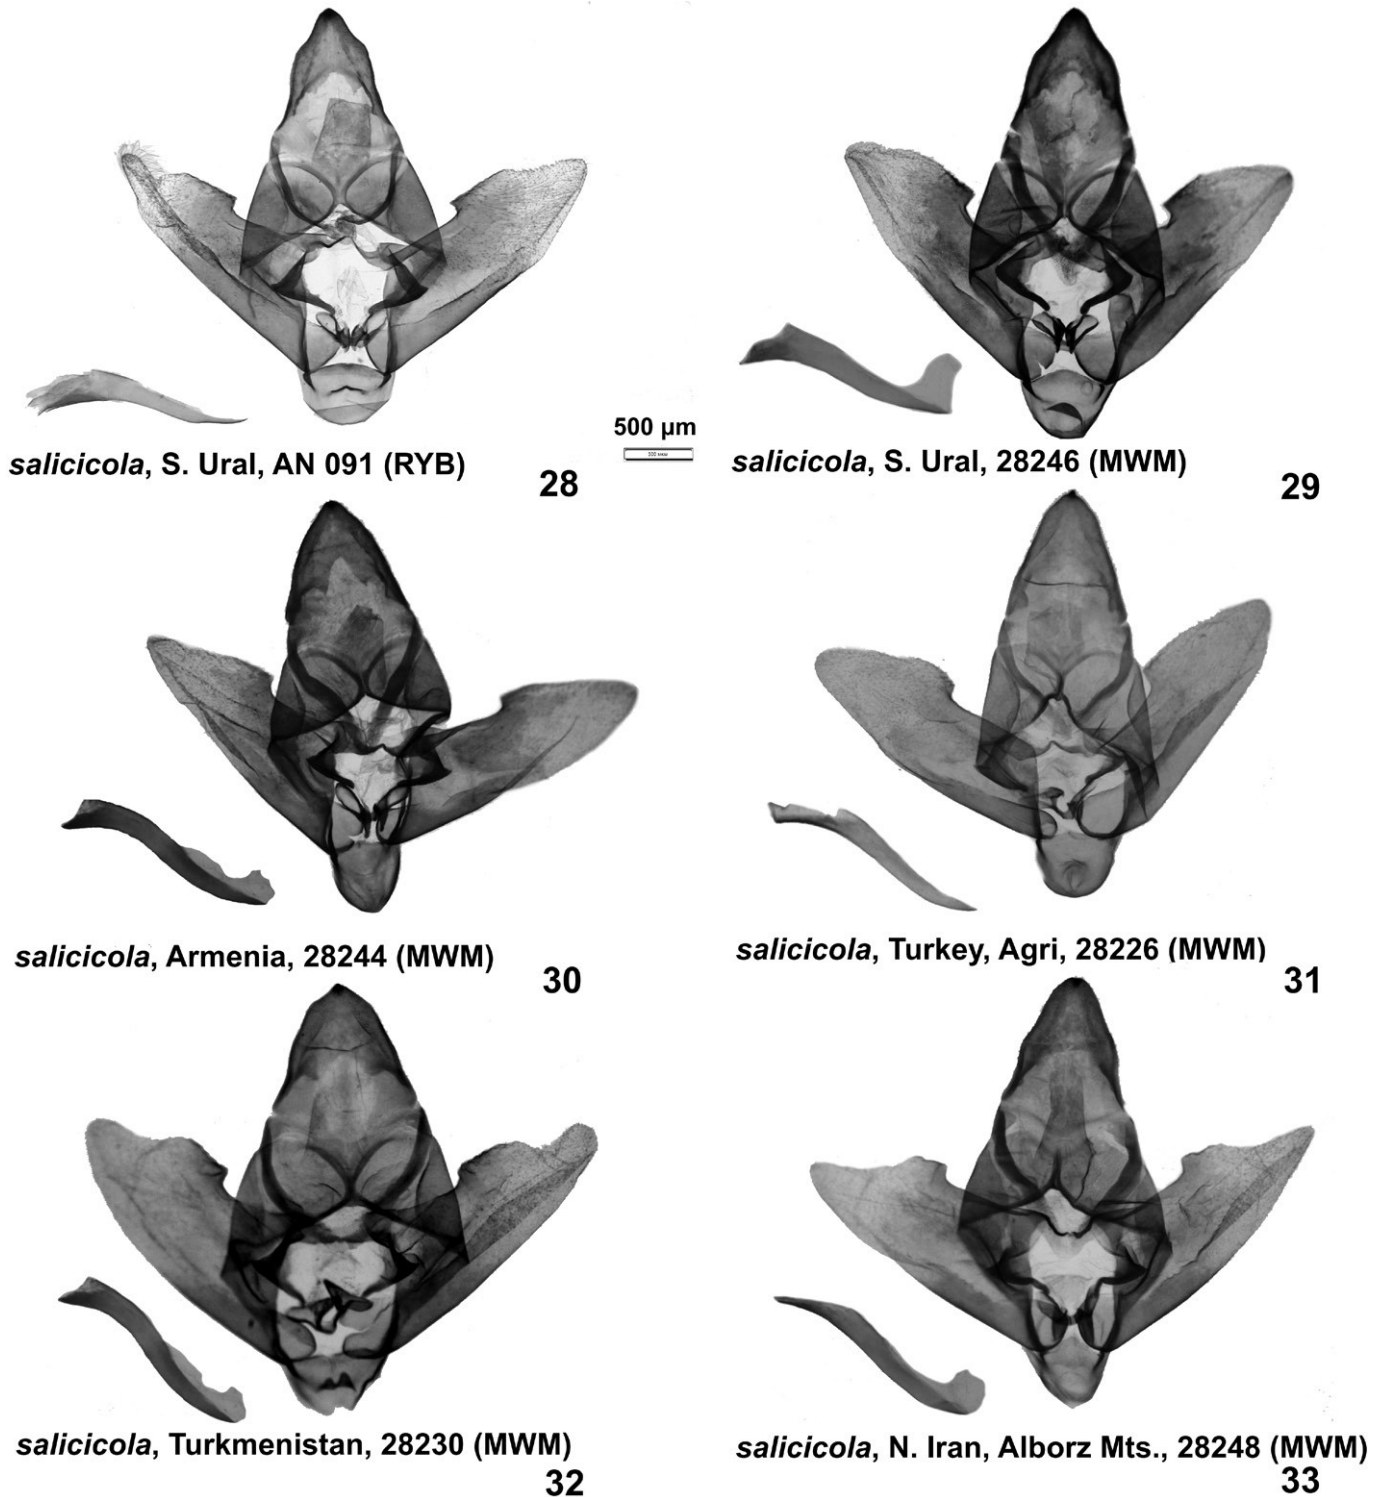 500 µm
salicicola, S. Ural, AN 091 (RYB)
28
salicicola, S. Ural, 28246 (MWM)
29
salicicola, Armenia, 28244 (MWM)
30
salicicola, Turkey, Agri, 28226 (MWM)
31
salicicola, Turkmenistan, 28230 (MWM)
32
salicicola, N. Iran, Alborz Mts., 28248 (MWM)
33